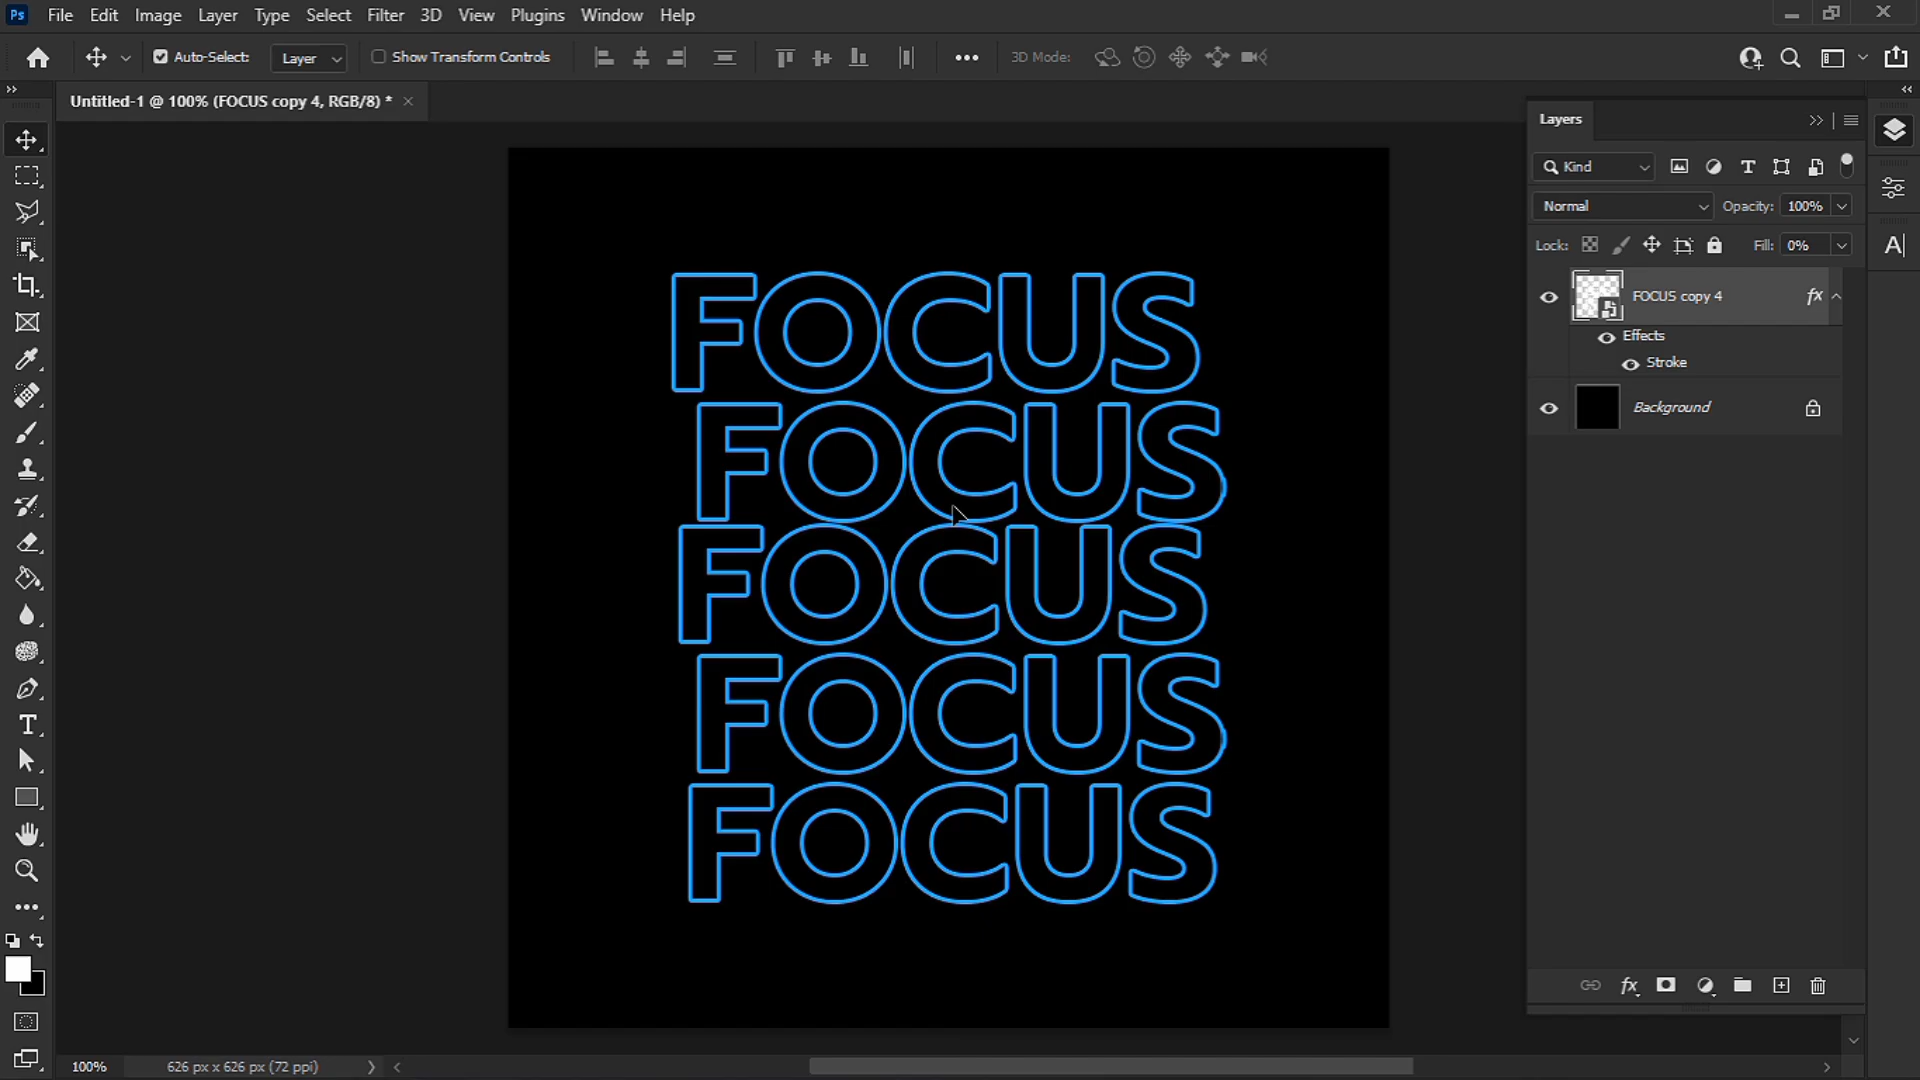 Ps File Edit Image Layer Type Select Filter 3D View Plugins Window Help
Auto-Select: Layer Show Transform Controls 3D Mode:
Untitled-1 @ 100% (FOCUS copy 4, RGB/8) *
Layers
Kind
Normal Opacity: 100%
Lock: Fill: 0%
FOCUS copy 4 fx
Effects
Stroke
Background
FOCUS
FOCUS
FOCUS
FOCUS
FOCUS
fx
100% 626 px x 626 px (72 ppi)